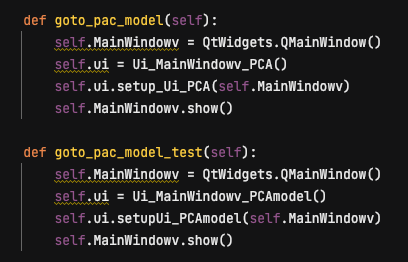 def goto_pac_model(self):
    self.MainWindowv = QtWidgets.QMainWindow()
    self.ui = Ui_MainWindowv_PCA()
    self.ui.setup_Ui_PCA(self.MainWindowv)
    self.MainWindowv.show()

def goto_pac_model_test(self):
    self.MainWindowv = QtWidgets.QMainWindow()
    self.ui = Ui_MainWindowv_PCAmodel()
    self.ui.setupUi_PCAmodel(self.MainWindowv)
    self.MainWindowv.show()